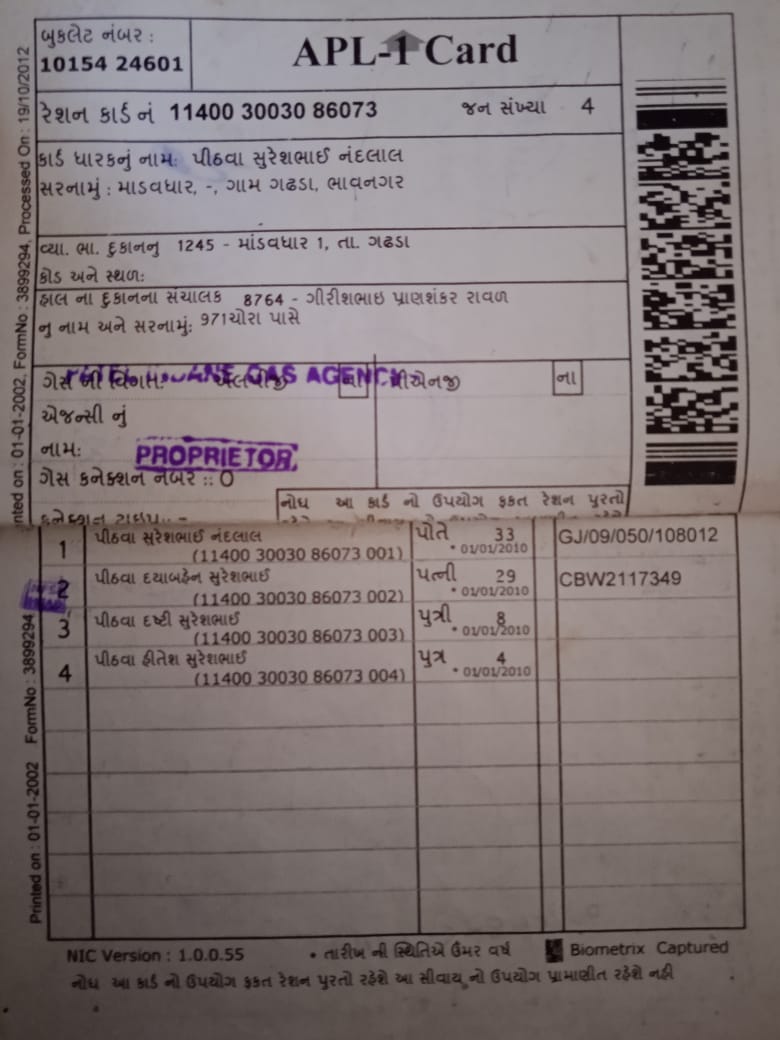 બુકલેટ નંબર :
10154 24601
APL-1 Card
રેશન કાર્ડ નં 11400 30030 86073 જન સંખ્યા 4
કાર્ડ ધારકનું નામ: પીઠવા સુરેશભાઈ નંદલાલ
સરનામું : માડવધાર, -, ગામ ગઢડા, ભાવનગર
વ્યા. ભા. દુકાનનુ 1245 - માંડવધાર 1, તા. ગઢડા
કોડ અને સ્થળ:
હાલ ના દુકાનના સંચાલક 8764 - ગીરીશભાઇ પ્રાણશંકર રાવળ
નુ નામ અને સરનામું: 971ચોરા પાસે
ગેસ ની વિગત: એલપીજી પીએનજી ના
GAS AGENCY
એજન્સી નું
નામ:
PROPRIETOR
ગેસ કનેક્શન નંબર :: 0
નોધ આ કાર્ડ નો ઉપયોગ ફકત રેશન પુરતો
કનેક્શન ટાઇપ:: -
1 પીઠવા સુરેશભાઈ નંદલાલ પોતે 33 GJ/09/050/108012
(11400 30030 86073 001) * 01/01/2010
2 પીઠવા દયાબહેન સુરેશભાઈ પત્ની 29 CBW2117349
(11400 30030 86073 002) * 01/01/2010
3 પીઠવા દષ્ટી સુરેશભાઈ પુત્રી 8
(11400 30030 86073 003) * 01/01/2010
4 પીઠવા હીતેશ સુરેશભાઈ પુત્ર 4
(11400 30030 86073 004) * 01/01/2010
NIC Version : 1.0.0.55 • તારીખ ની સ્થિતિએ ઉંમર વર્ષ Biometrix Captured
નોધ આ કાર્ડ નો ઉપયોગ ફકત રેશન પુરતો રહેશે આ સીવાય નો ઉપયોગ પ્રામાણીત રહેશે નહી
nted on : 01-01-2002, FormNo : 3899294, Processed On : 19/10/2012
Printed on : 01-01-2002 FormNo : 3899294